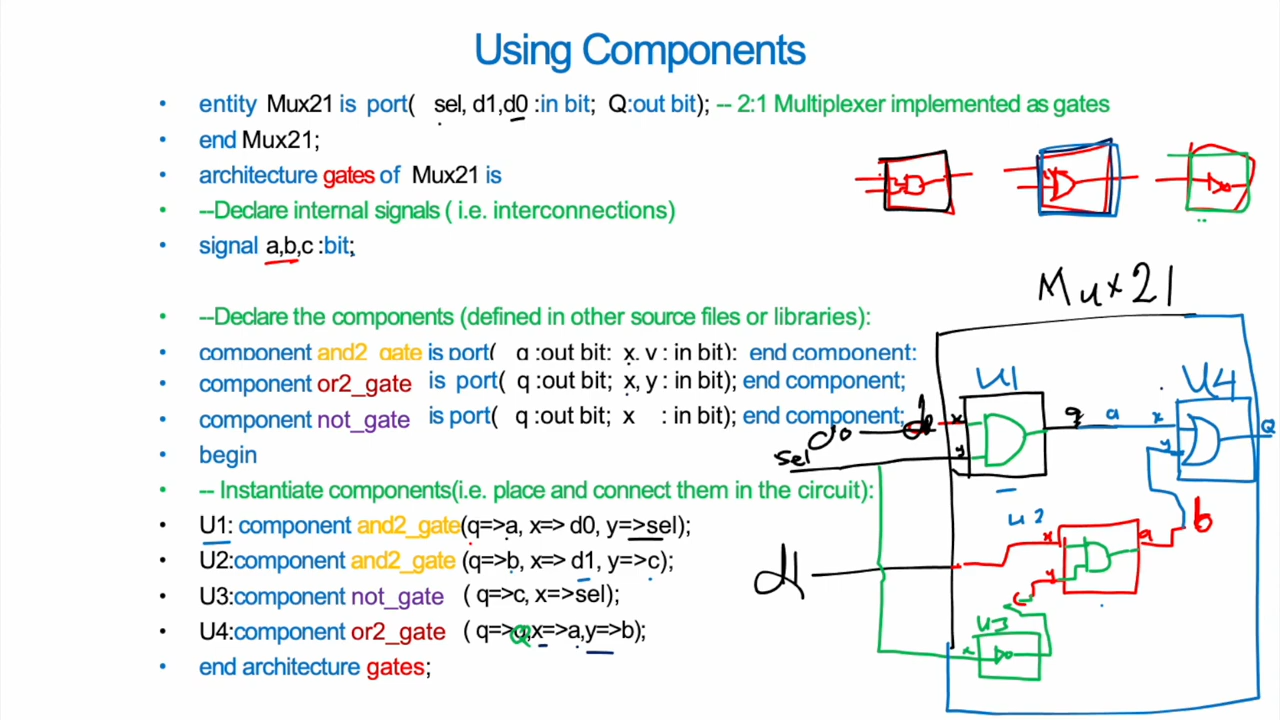 Using Components
• entity Mux21 is port( sel, d1,d0 :in bit; Q:out bit); -- 2:1 Multiplexer implemented as gates
• end Mux21;
• architecture gates of Mux21 is
• --Declare internal signals ( i.e. interconnections)
• signal a,b,c :bit;
• --Declare the components (defined in other source files or libraries):
• component and2_gate is port( q :out bit; x, y : in bit); end component;
• component or2_gate is port( q :out bit; x, y : in bit); end component;
• component not_gate is port( q :out bit; x : in bit); end component;
• begin
• -- Instantiate components(i.e. place and connect them in the circuit):
• U1: component and2_gate(q=>a, x=> d0, y=>sel);
• U2:component and2_gate (q=>b, x=> d1, y=>c);
• U3:component not_gate ( q=>c, x=>sel);
• U4:component or2_gate ( q=>Q,x=>a,y=>b);
• end architecture gates;
Mux21
U1
U4
do
x
q
a
x
Q
sel
y
y
u2
b
x
q
d1
y
c
U3
x